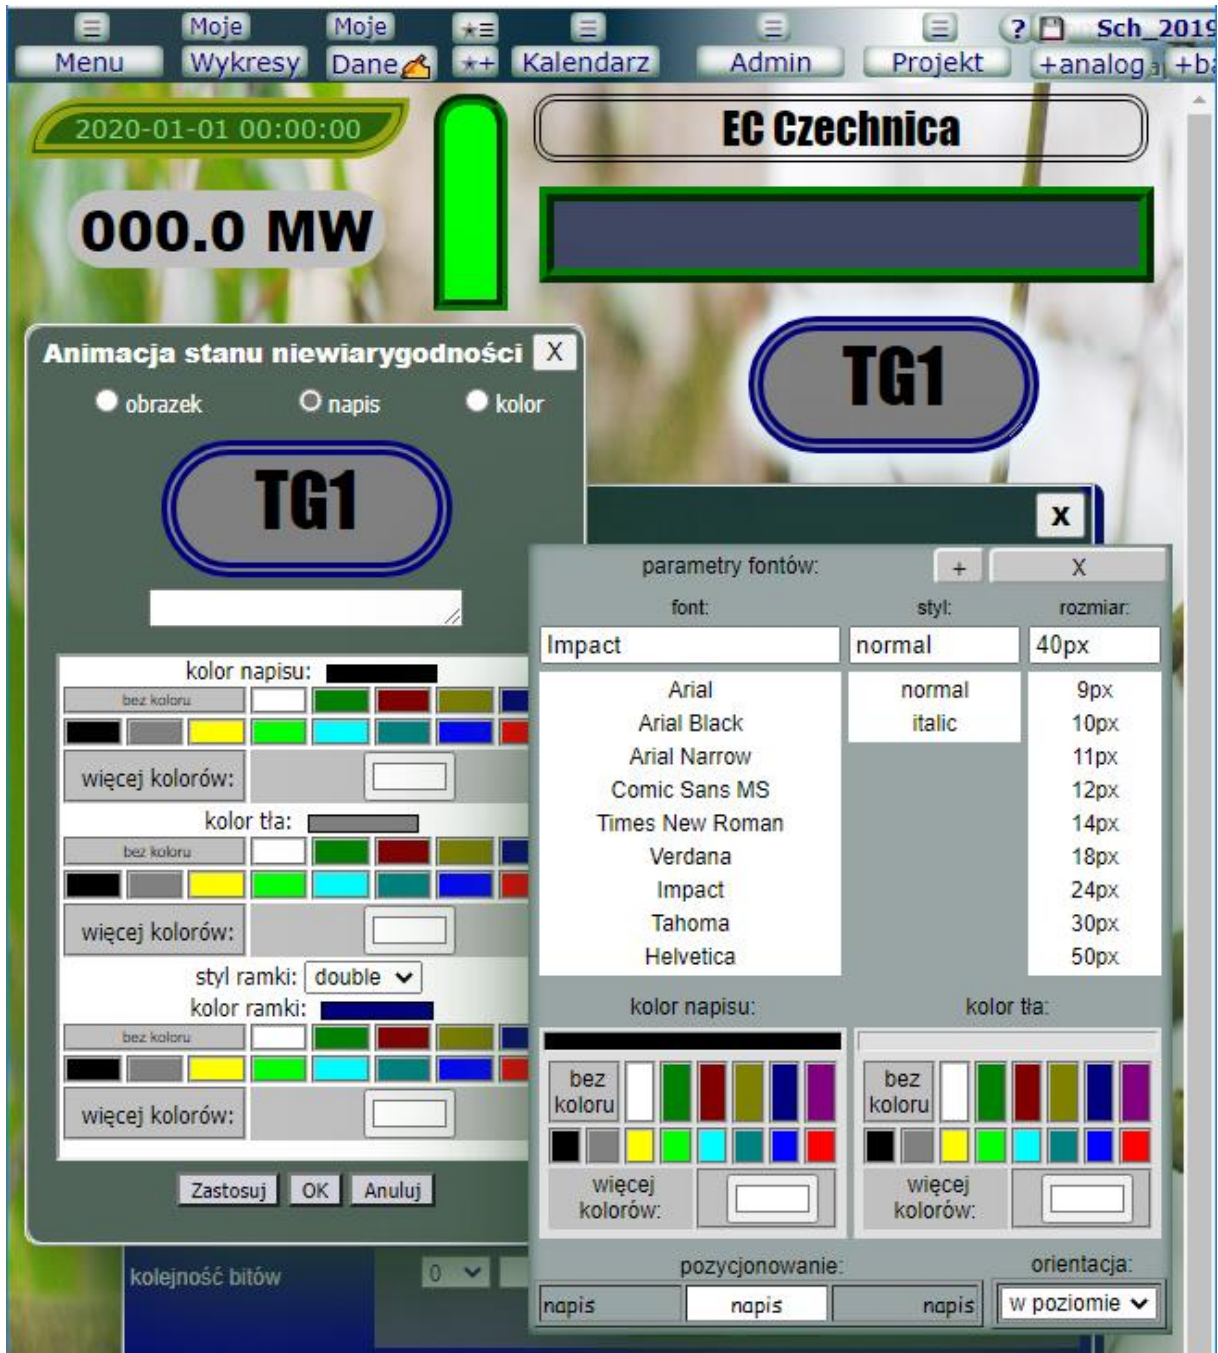 Moje Moje ★≡ ? Sch_2019
Menu Wykresy Dane ★+ Kalendarz Admin Projekt +analog +ba
2020-01-01 00:00:00
EC Czechnica
000.0 MW
TG1
Animacja stanu niewiarygodności X
obrazek napis kolor
TG1
kolor napisu:
bez koloru
więcej kolorów:
kolor tła:
bez koloru
więcej kolorów:
styl ramki: double
kolor ramki:
bez koloru
więcej kolorów:
Zastosuj OK Anuluj
x
parametry fontów: + X
font: styl: rozmiar:
Impact normal 40px
Arial normal 9px
Arial Black italic 10px
Arial Narrow 11px
Comic Sans MS 12px
Times New Roman 14px
Verdana 18px
Impact 24px
Tahoma 30px
Helvetica 50px
kolor napisu: kolor tła:
bez bez
koloru koloru
więcej więcej
kolorów: kolorów:
pozycjonowanie: orientacja:
napis napis napis w poziomie
kolejność bitów 0